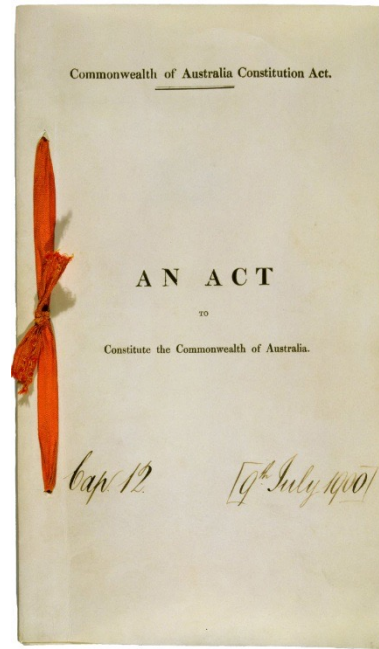 Commonwealth of Australia Constitution Act.
AN ACT
TO
Constitute the Commonwealth of Australia.
Cap. 12. [9th July 1900]